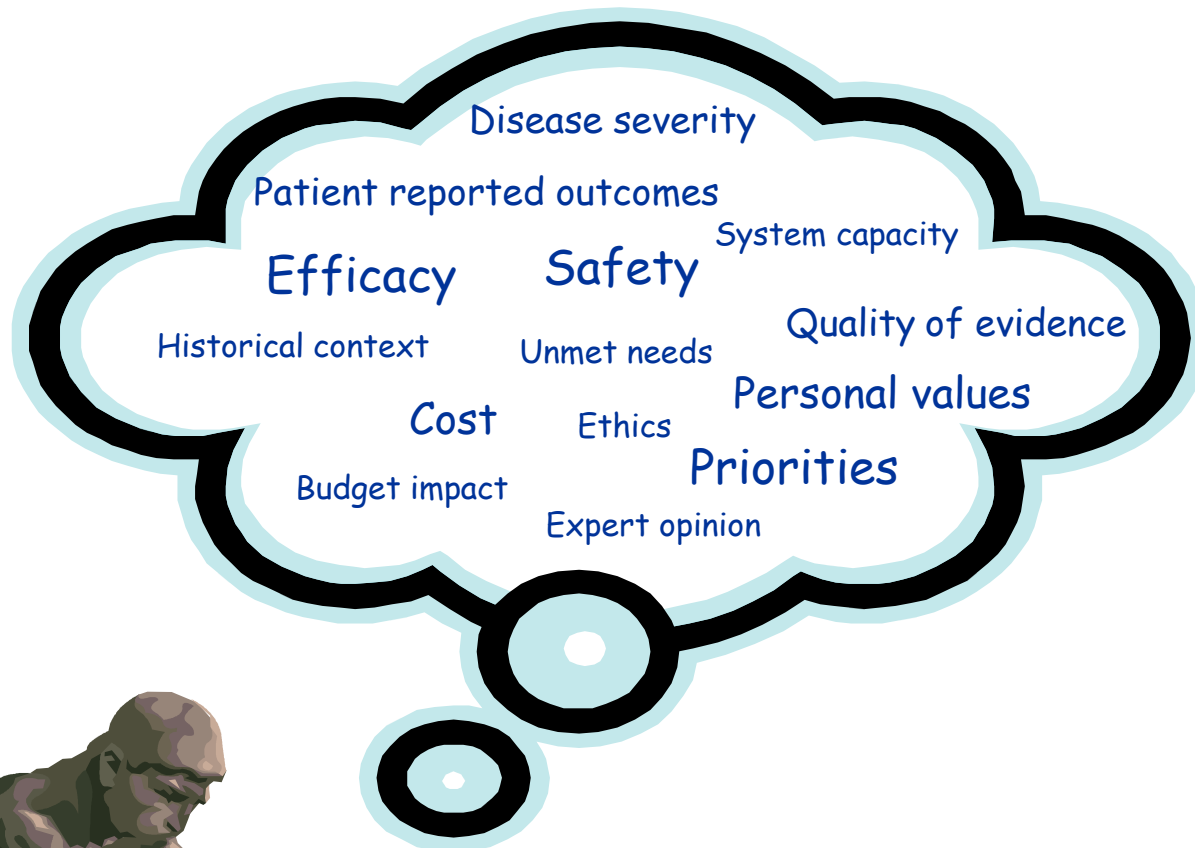 Disease severity
Patient reported outcomes
System capacity
Efficacy
Safety
Quality of evidence
Historical context
Unmet needs
Personal values
Cost
Ethics
Priorities
Budget impact
Expert opinion